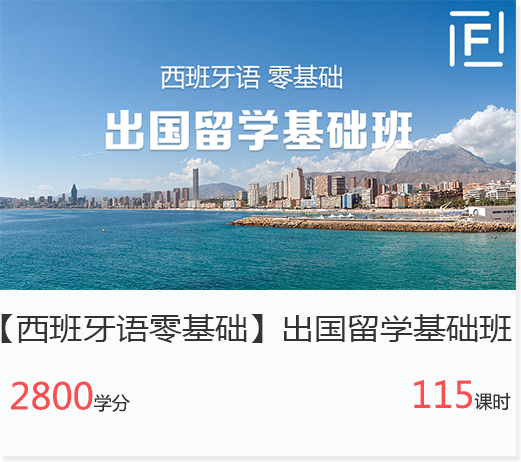 F
西班牙语 零基础
出国留学基础班
【西班牙语零基础】出国留学基础班
2800学分
115课时